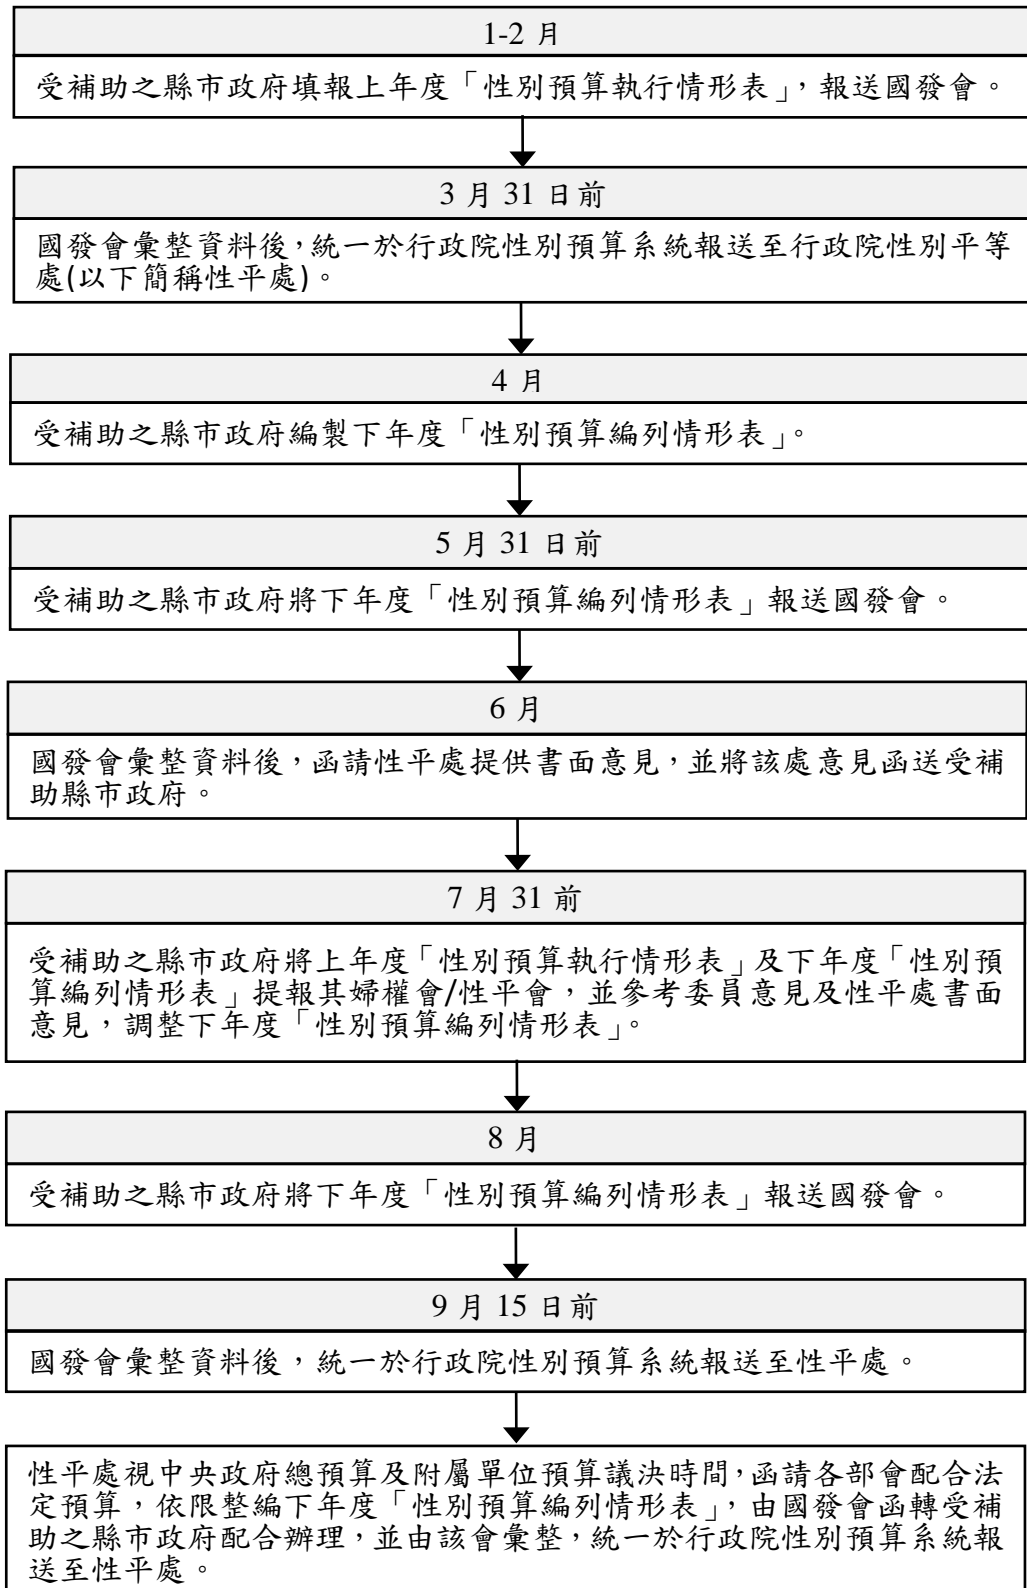 1-2 月
受補助之縣市政府填報上年度「性別預算執行情形表」，報送國發會。
3 月 31 日前
國發會彙整資料後，統一於行政院性別預算系統報送至行政院性別平等
處(以下簡稱性平處)。
4 月
受補助之縣市政府編製下年度「性別預算編列情形表」。
5 月 31 日前
受補助之縣市政府將下年度「性別預算編列情形表」報送國發會。
6 月
國發會彙整資料後，函請性平處提供書面意見，並將該處意見函送受補
助縣市政府。
7 月 31 前
受補助之縣市政府將上年度「性別預算執行情形表」及下年度「性別預
算編列情形表」提報其婦權會/性平會，並參考委員意見及性平處書面
意見，調整下年度「性別預算編列情形表」。
8 月
受補助之縣市政府將下年度「性別預算編列情形表」報送國發會。
9 月 15 日前
國發會彙整資料後，統一於行政院性別預算系統報送至性平處。
性平處視中央政府總預算及附屬單位預算議決時間，函請各部會配合法
定預算，依限整編下年度「性別預算編列情形表」，由國發會函轉受補
助之縣市政府配合辦理，並由該會彙整，統一於行政院性別預算系統報
送至性平處。